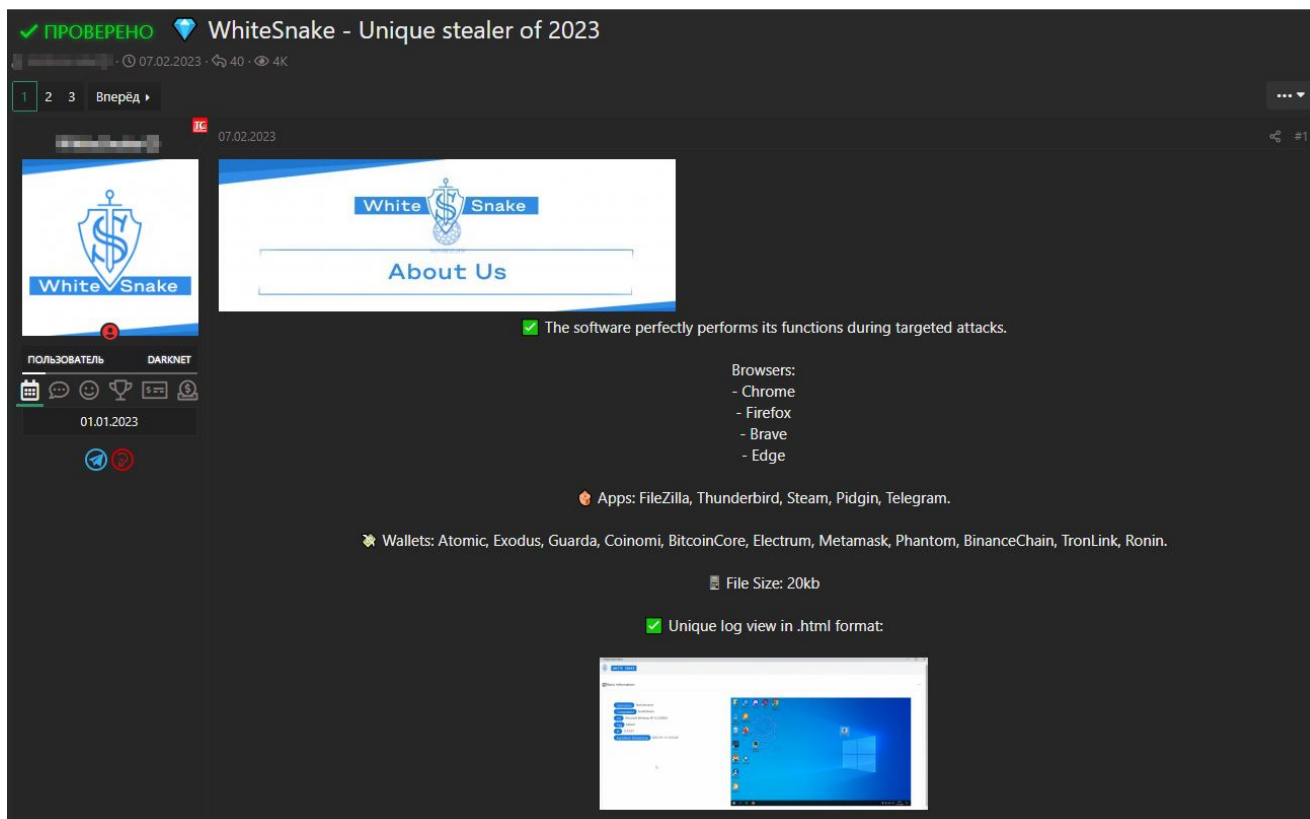 ПРОВЕРЕНО WhiteSnake - Unique stealer of 2023
07.02.2023 · 40 · 4K
1 2 3 Вперёд
TC
07.02.2023 #1
White Snake
About Us
White Snake
ПОЛЬЗОВАТЕЛЬ DARKNET
01.01.2023
The software perfectly performs its functions during targeted attacks.
Browsers:
- Chrome
- Firefox
- Brave
- Edge
Apps: FileZilla, Thunderbird, Steam, Pidgin, Telegram.
Wallets: Atomic, Exodus, Guarda, Coinomi, BitcoinCore, Electrum, Metamask, Phantom, BinanceChain, TronLink, Ronin.
File Size: 20kb
Unique log view in .html format:
WHITE SNAKE